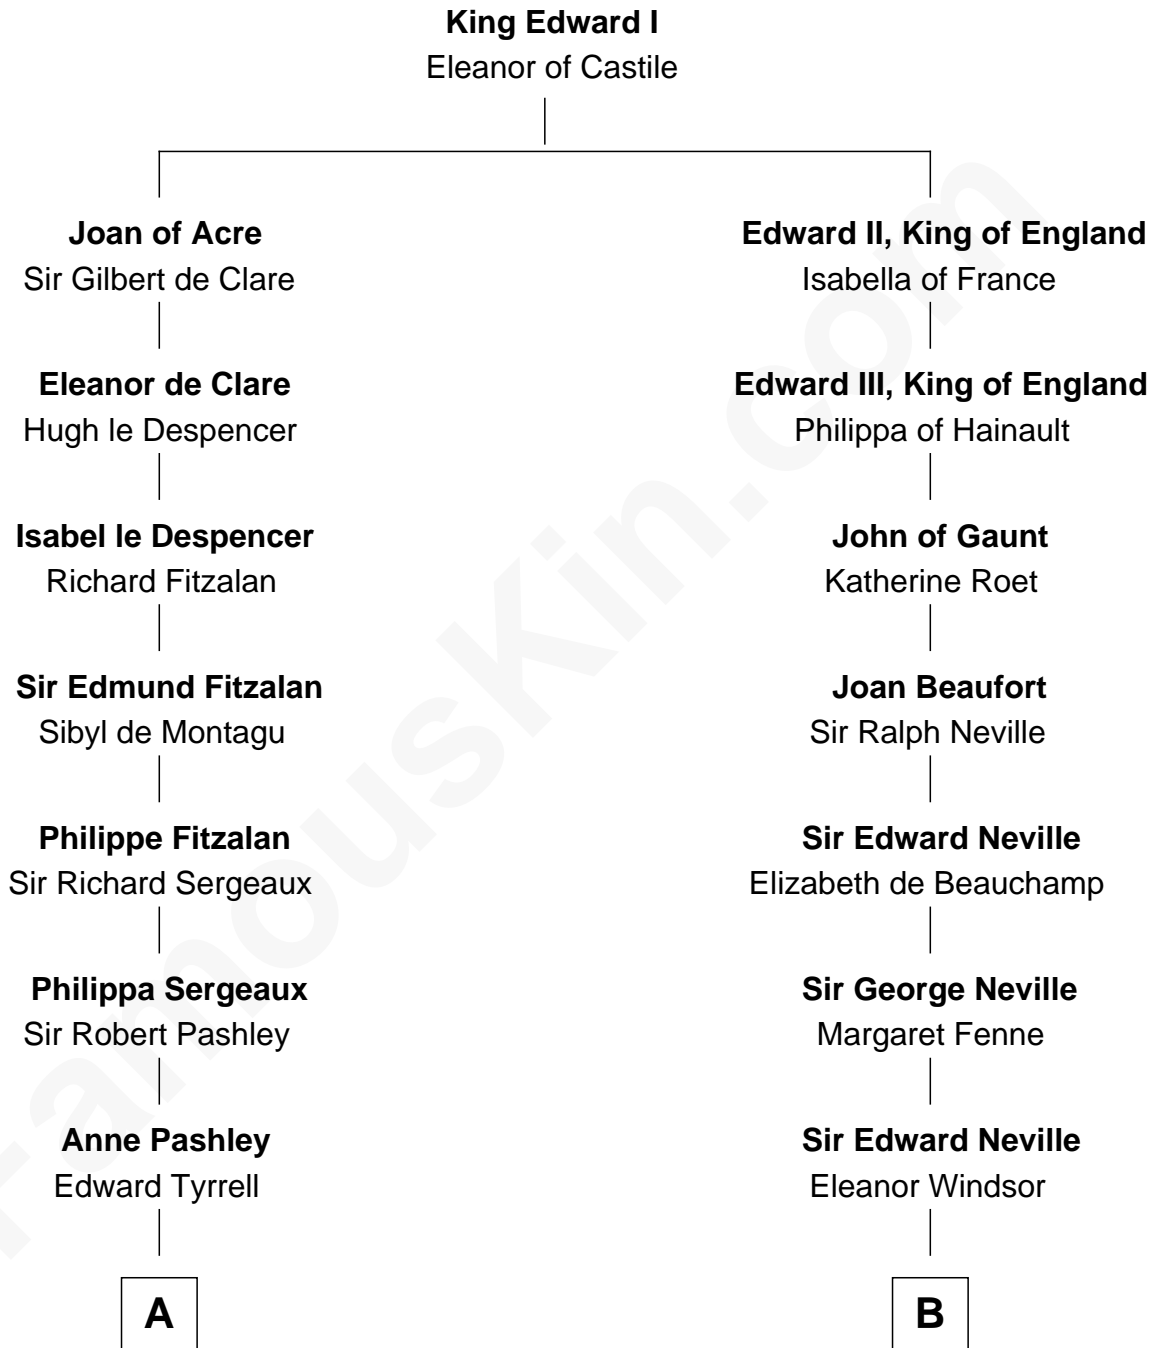 King Edward I
Eleanor of Castile
Joan of Acre
Sir Gilbert de Clare
Edward II, King of England
Isabella of France
Eleanor de Clare
Hugh le Despencer
Edward III, King of England
Philippa of Hainault
Isabel le Despencer
Richard Fitzalan
John of Gaunt
Katherine Roet
Sir Edmund Fitzalan
Sibyl de Montagu
Joan Beaufort
Sir Ralph Neville
Philippe Fitzalan
Sir Richard Sergeaux
Sir Edward Neville
Elizabeth de Beauchamp
Philippa Sergeaux
Sir Robert Pashley
Sir George Neville
Margaret Fenne
Anne Pashley
Edward Tyrrell
Sir Edward Neville
Eleanor Windsor
A
B
FamousKin.com